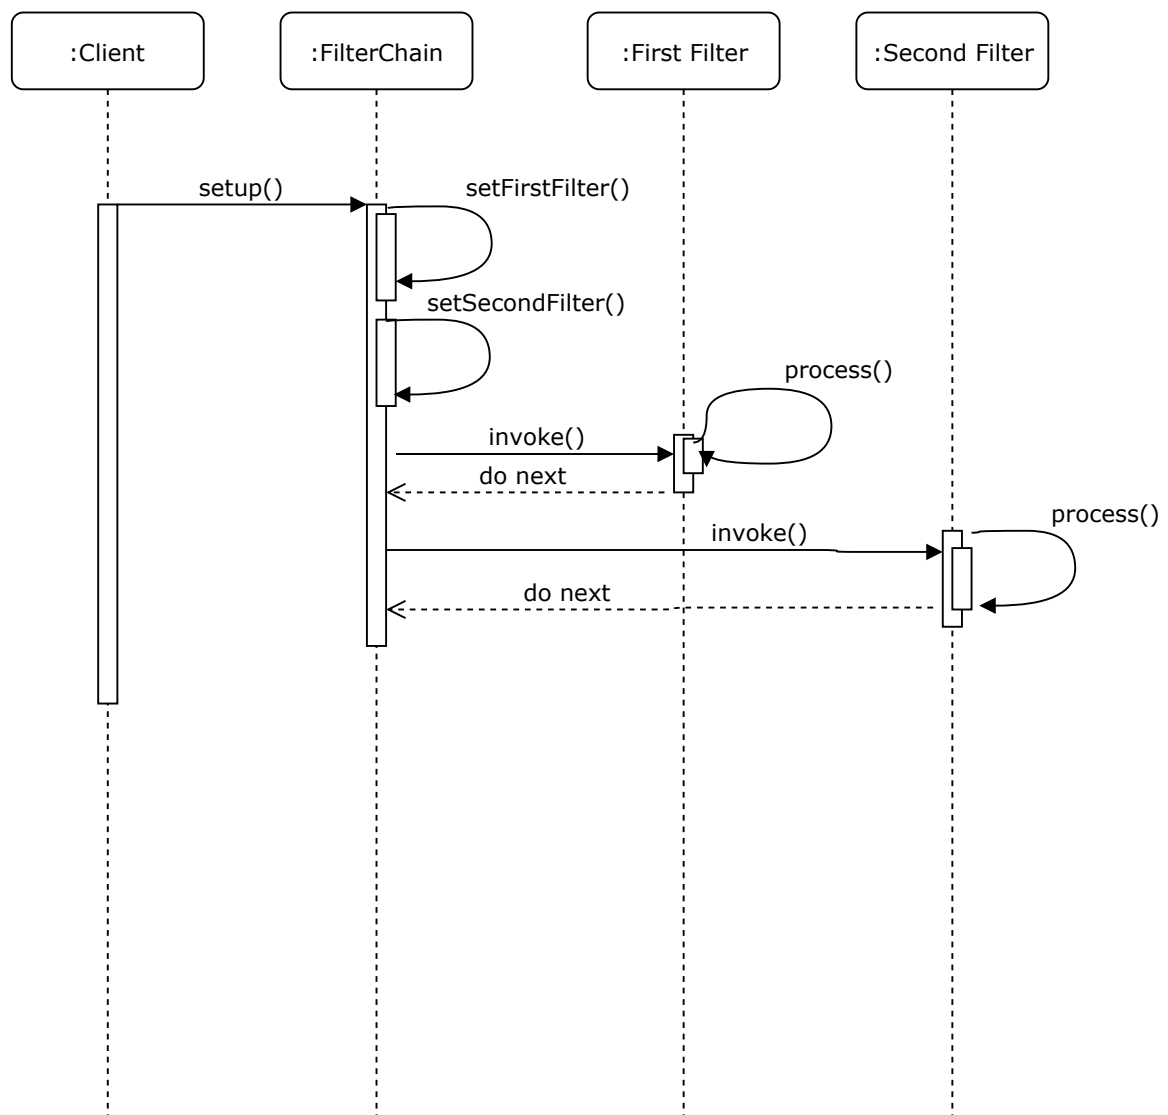 :Client
:FilterChain
:First Filter
:Second Filter
setup()
setFirstFilter()
setSecondFilter()
process()
invoke()
do next
process()
invoke()
do next